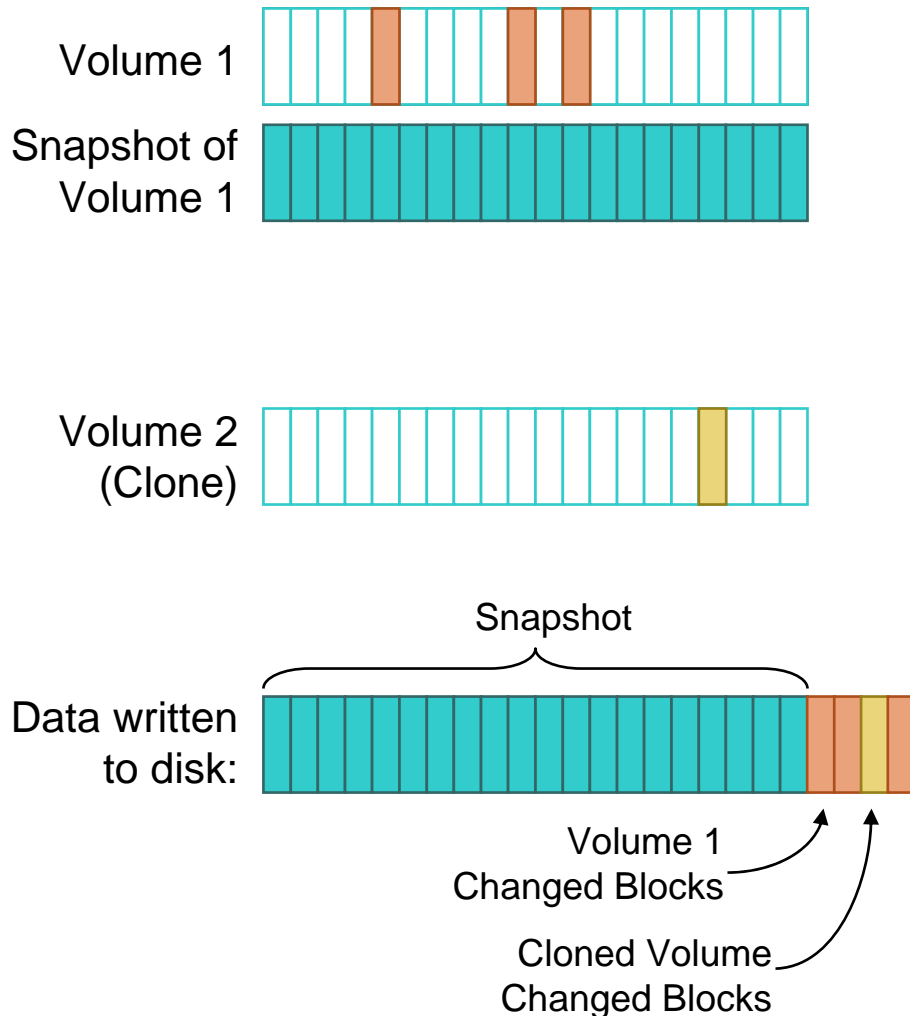 Volume 1
Snapshot of
Volume 1
Volume 2
(Clone)
Snapshot
Data written
to disk:
Volume 1
Changed Blocks
Cloned Volume
Changed Blocks